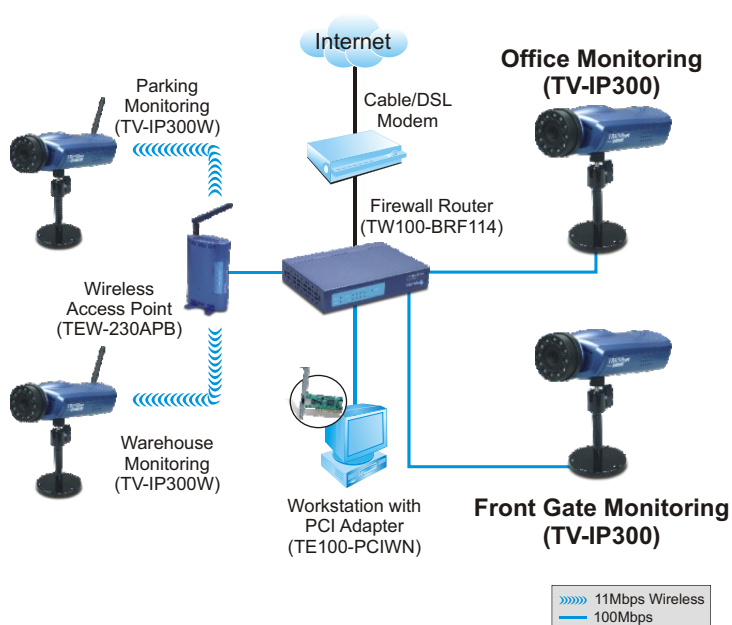 Internet
Office Monitoring
(TV-IP300)
Parking
Monitoring
(TV-IP300W)
Cable/DSL
Modem
Firewall Router
(TW100-BRF114)
Wireless
Access Point
(TEW-230APB)
Warehouse
Monitoring
(TV-IP300W)
Workstation with
PCI Adapter
(TE100-PCIWN)
Front Gate Monitoring
(TV-IP300)
11Mbps Wireless
100Mbps